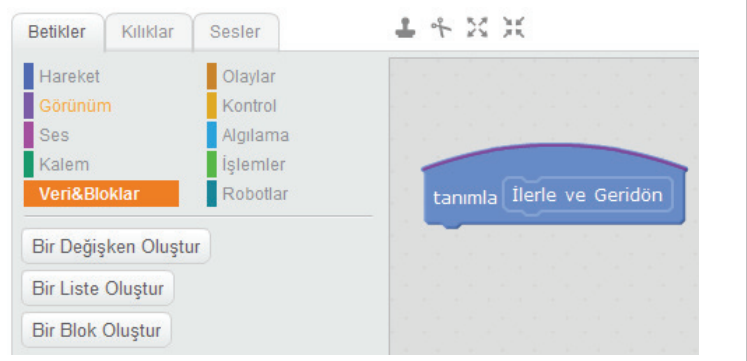 Betikler Kılıklar Sesler
Hareket Olaylar
Görünüm Kontrol
Ses Algılama
Kalem İşlemler
Veri&Bloklar Robotlar
Bir Değişken Oluştur
Bir Liste Oluştur
Bir Blok Oluştur
tanımla İlerle ve Geridön